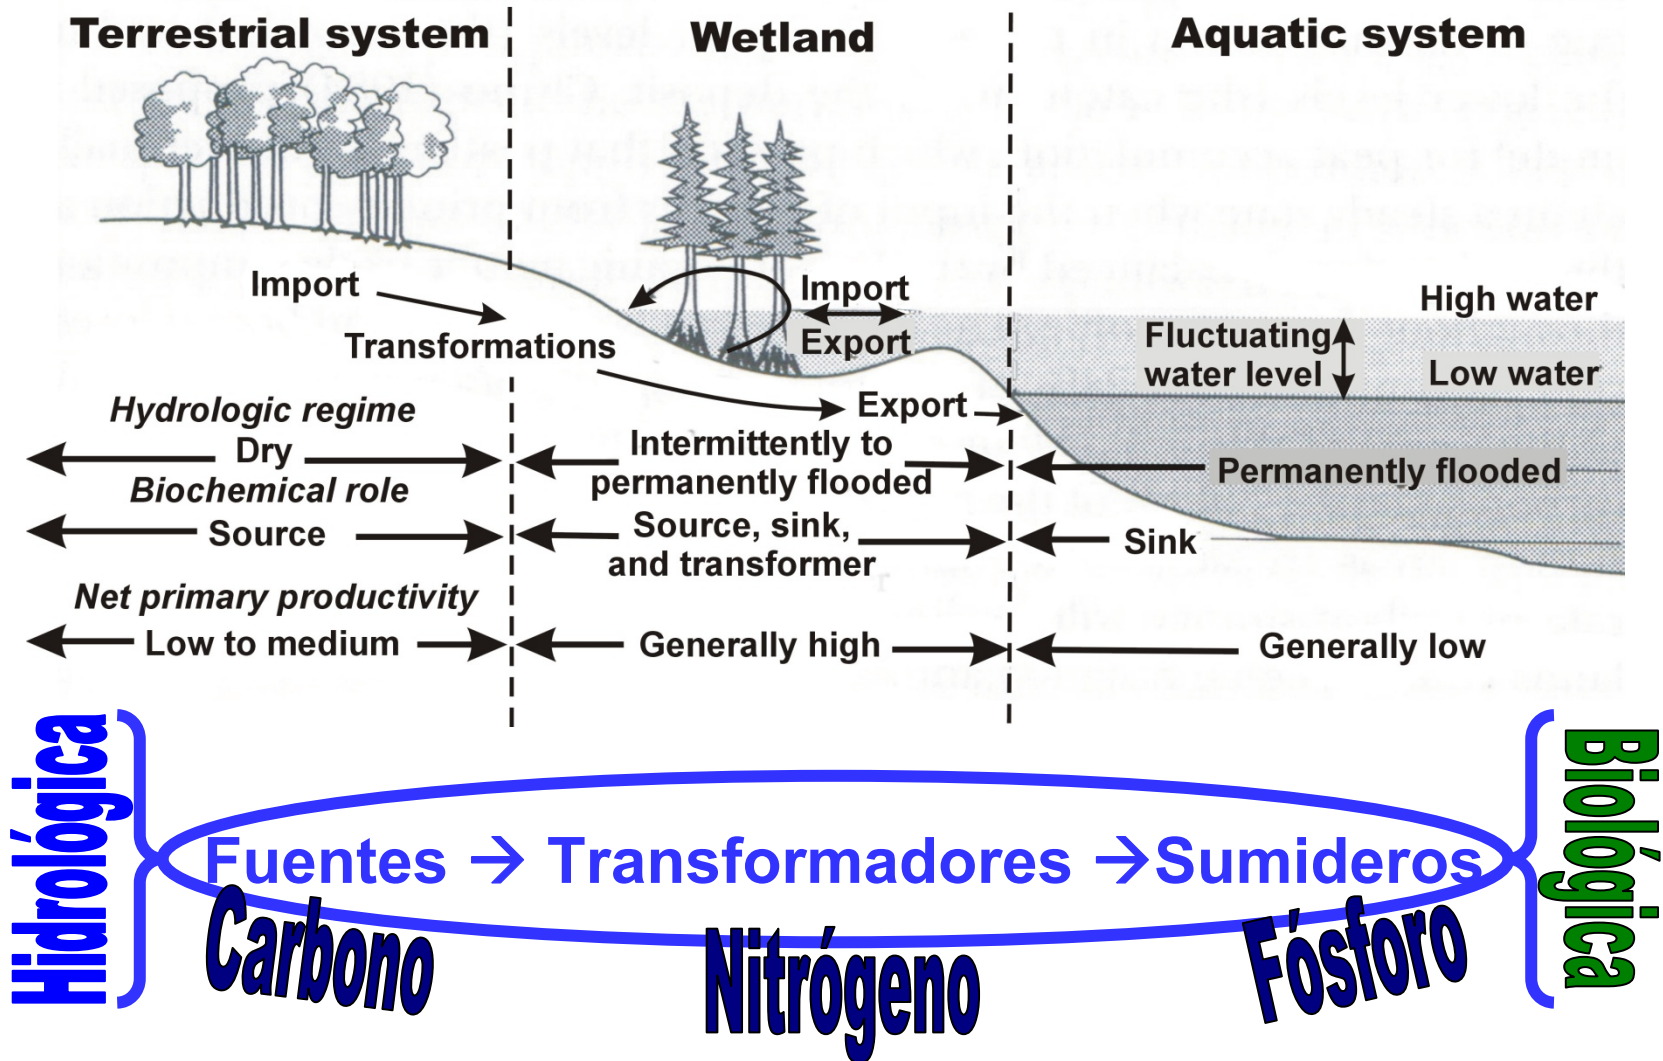 Terrestrial system
Wetland
Aquatic system
Import
Transformations
Import
Export
Export
High water
Fluctuating
water level
Low water
Hydrologic regime
Dry
Intermittently to
permanently flooded
Permanently flooded
Biochemical role
Source
Source, sink,
and transformer
Sink
Net primary productivity
Low to medium
Generally high
Generally low
Hidrológica
Biológica
Fuentes → Transformadores →Sumideros
Carbono
Nitrógeno
Fósforo